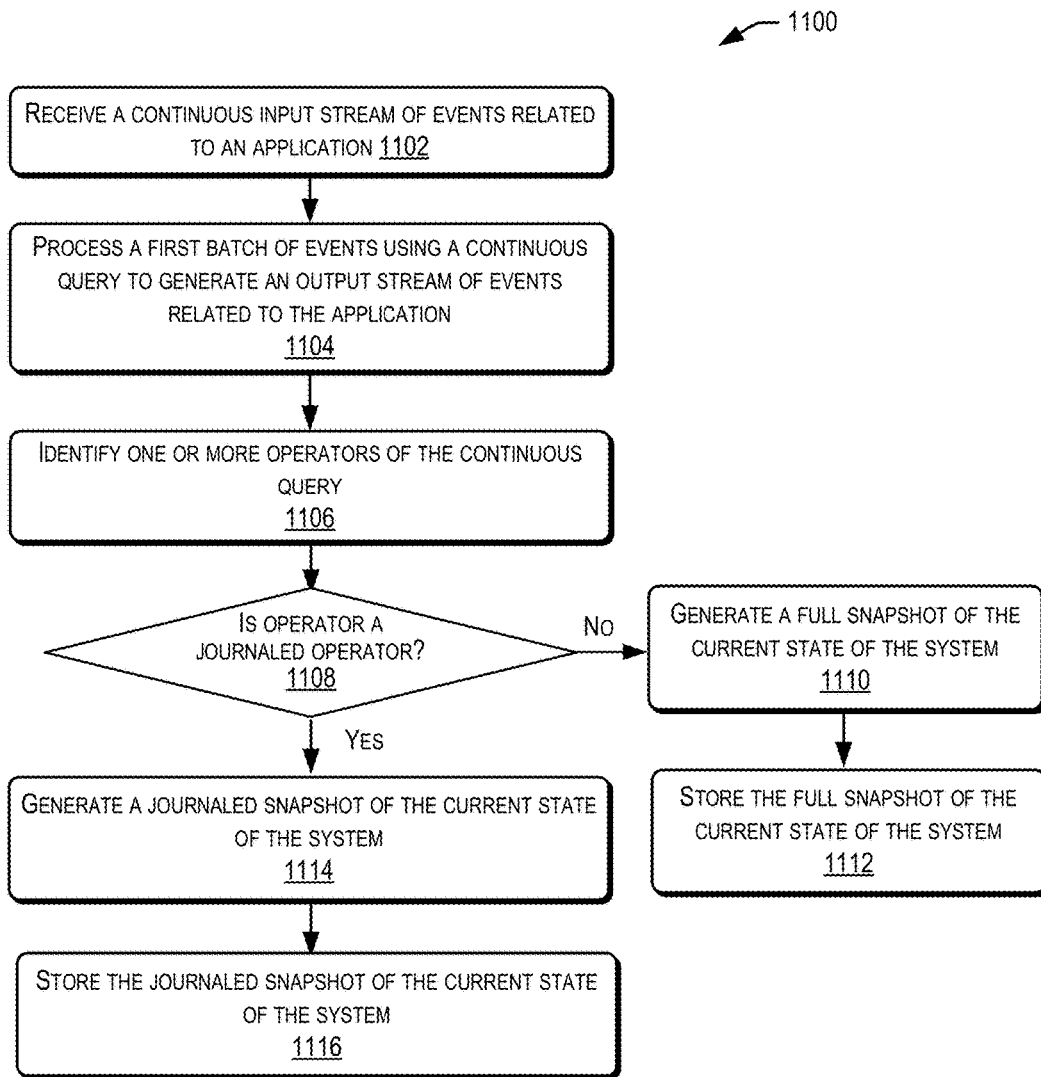 1100
RECEIVE A CONTINUOUS INPUT STREAM OF EVENTS RELATED
TO AN APPLICATION 1102
PROCESS A FIRST BATCH OF EVENTS USING A CONTINUOUS
QUERY TO GENERATE AN OUTPUT STREAM OF EVENTS
RELATED TO THE APPLICATION
1104
IDENTIFY ONE OR MORE OPERATORS OF THE CONTINUOUS
QUERY
1106
IS OPERATOR A
JOURNALED OPERATOR?
1108
NO
GENERATE A FULL SNAPSHOT OF THE
CURRENT STATE OF THE SYSTEM
1110
STORE THE FULL SNAPSHOT OF THE
CURRENT STATE OF THE SYSTEM
1112
YES
GENERATE A JOURNALED SNAPSHOT OF THE CURRENT STATE
OF THE SYSTEM
1114
STORE THE JOURNALED SNAPSHOT OF THE CURRENT STATE
OF THE SYSTEM
1116